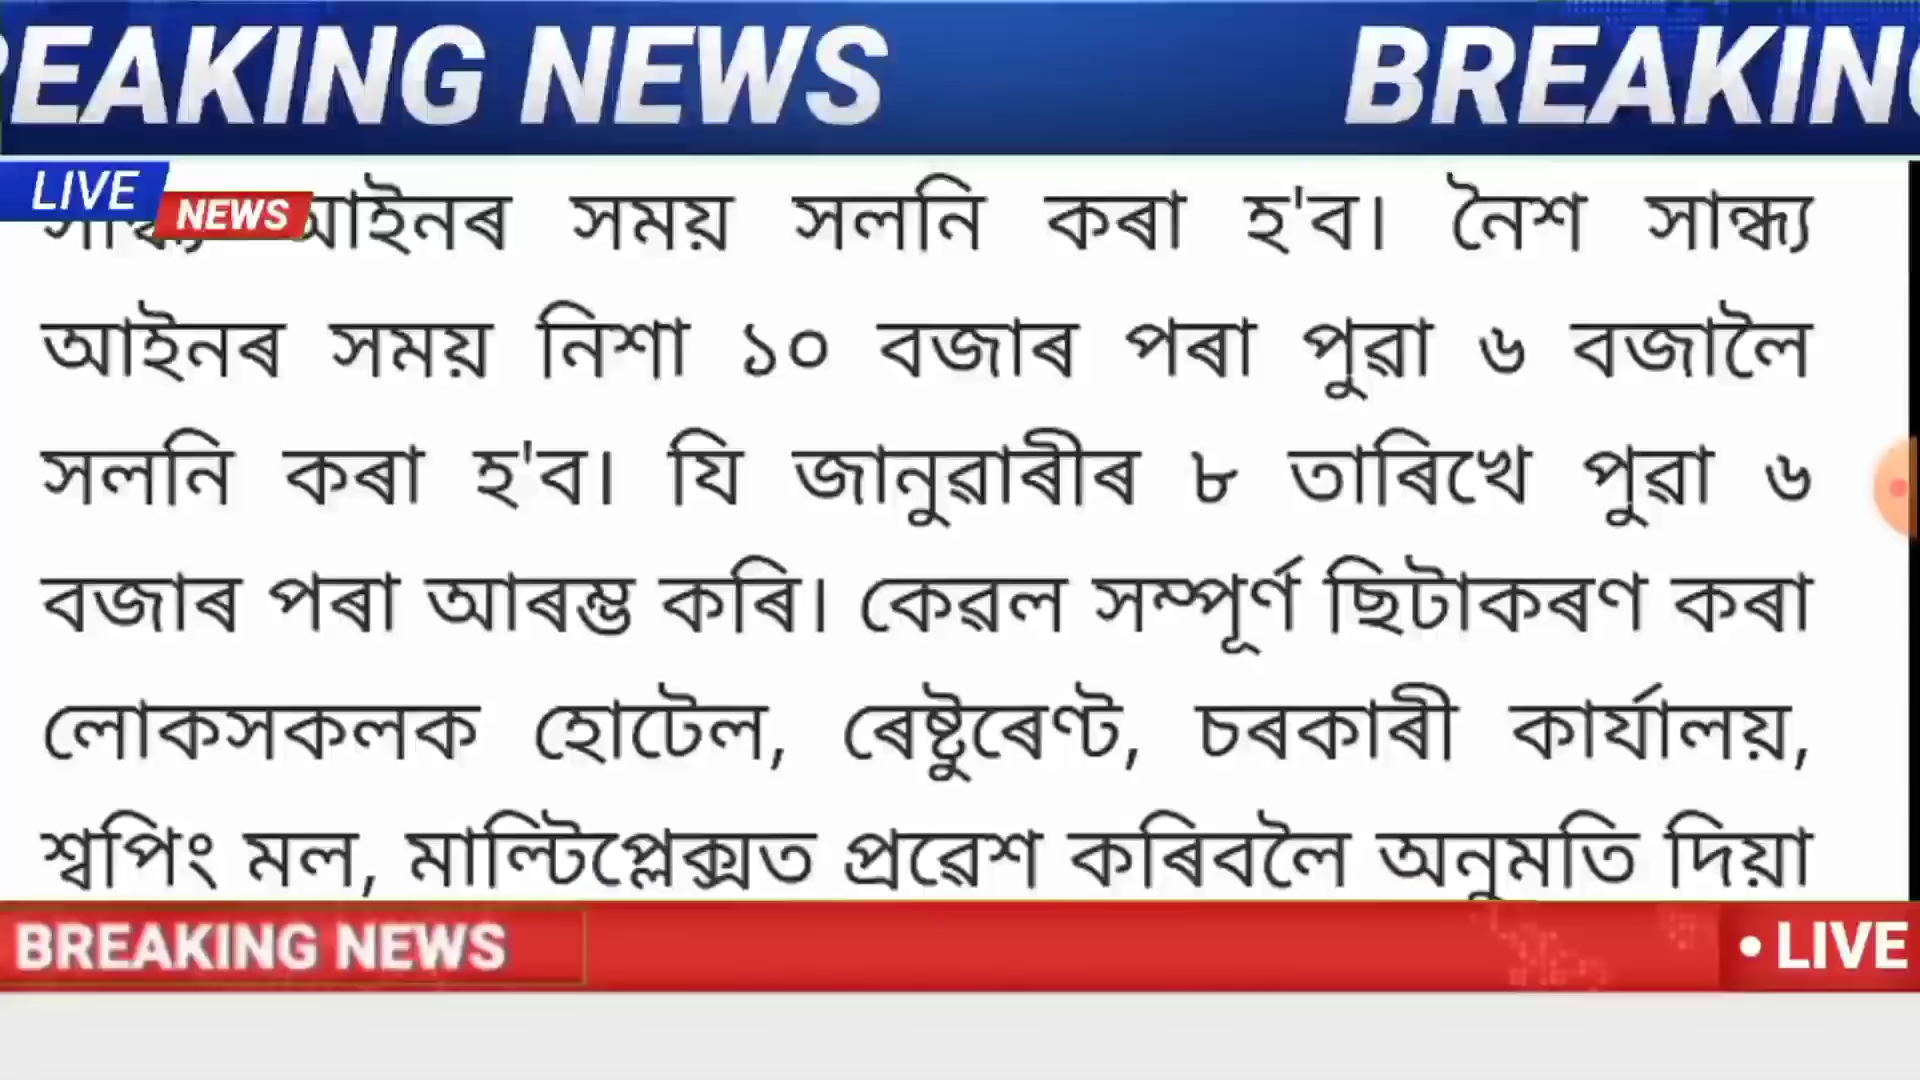 REAKING NEWS BREAKING
LIVE
NEWS
সান্ধ্য আইনৰ সময় সলনি কৰা হ'ব। নৈশ সান্ধ্য
আইনৰ সময় নিশা ১০ বজাৰ পৰা পুৱা ৬ বজালৈ
সলনি কৰা হ'ব। যি জানুৱাৰীৰ ৮ তাৰিখে পুৱা ৬
বজাৰ পৰা আৰম্ভ কৰি। কেৱল সম্পূৰ্ণ ছিটাকৰণ কৰা
লোকসকলক হোটেল, ৰেষ্টুৰেণ্ট, চৰকাৰী কাৰ্যালয়,
শ্বপিং মল, মাল্টিপ্লেক্সত প্ৰৱেশ কৰিবলৈ অনুমতি দিয়া
BREAKING NEWS • LIVE